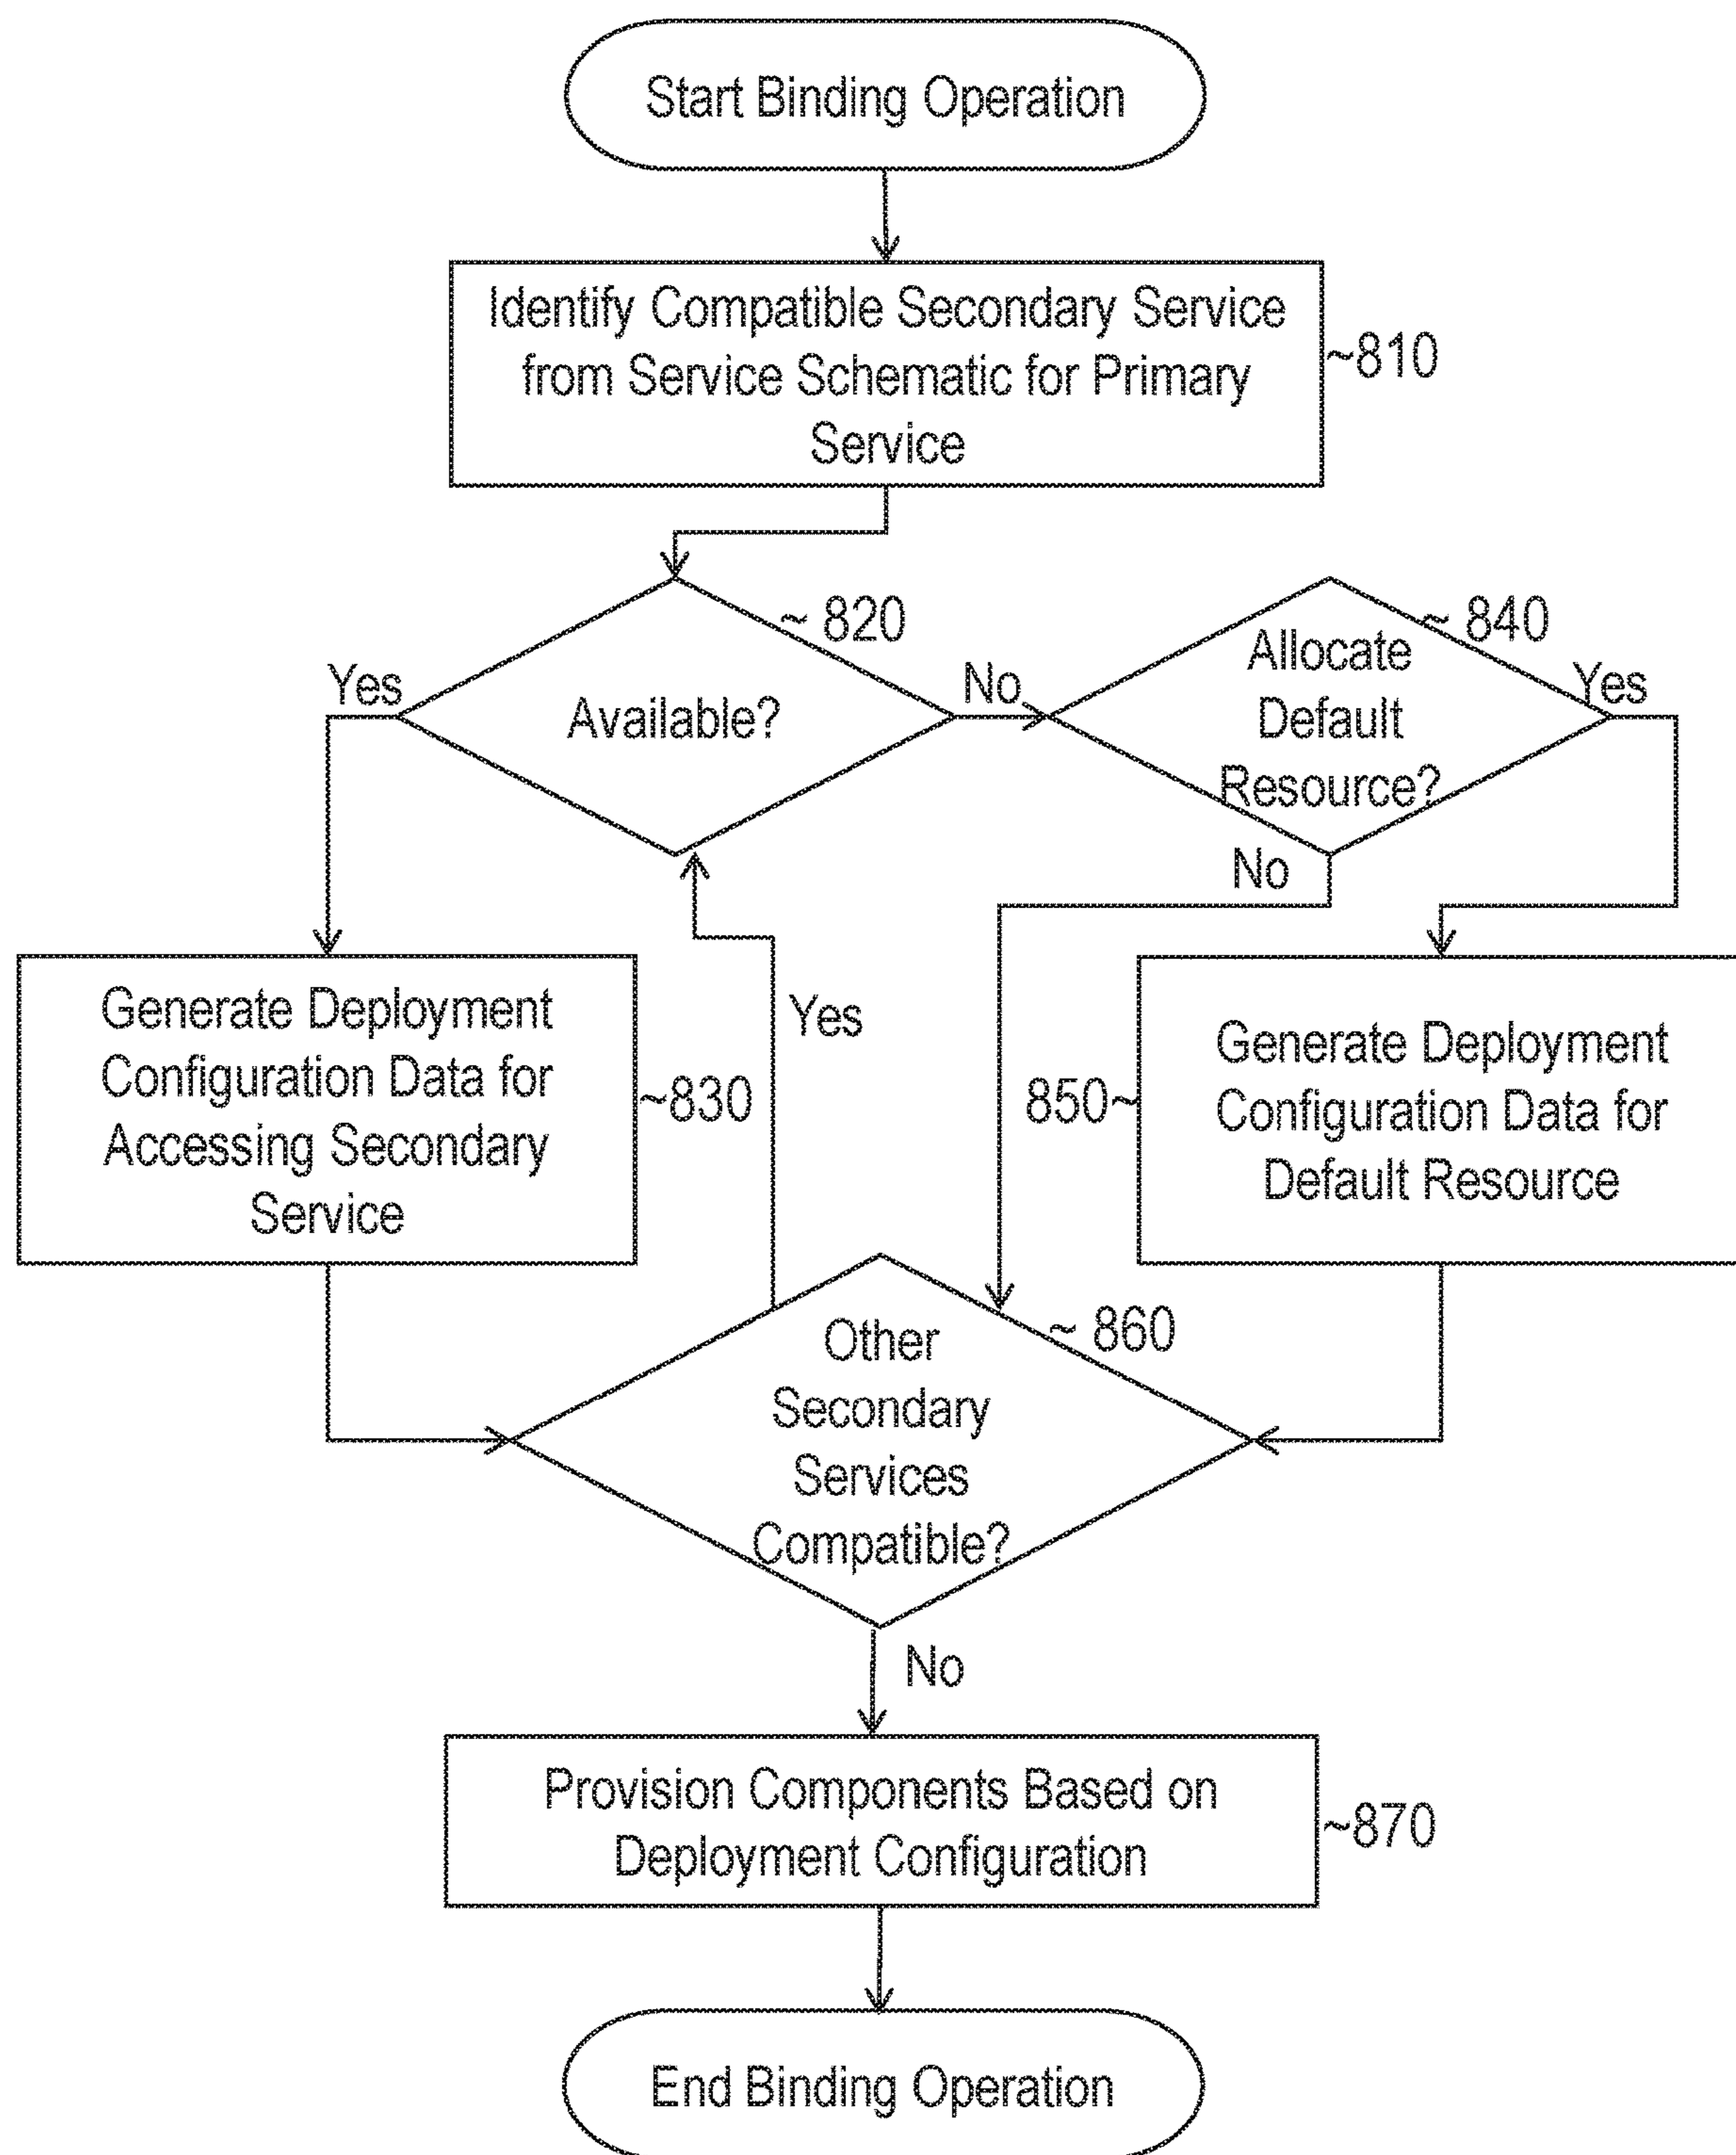 Start Binding Operation
Identify Compatible Secondary Service
from Service Schematic for Primary
Service
~810
~ 820
Available?
Yes
No
~ 840
Allocate
Default
Resource?
Yes
No
Generate Deployment
Configuration Data for
Accessing Secondary
Service
~830
Yes
850~
Generate Deployment
Configuration Data for
Default Resource
~ 860
Other
Secondary
Services
Compatible?
No
Provision Components Based on
Deployment Configuration
~870
End Binding Operation